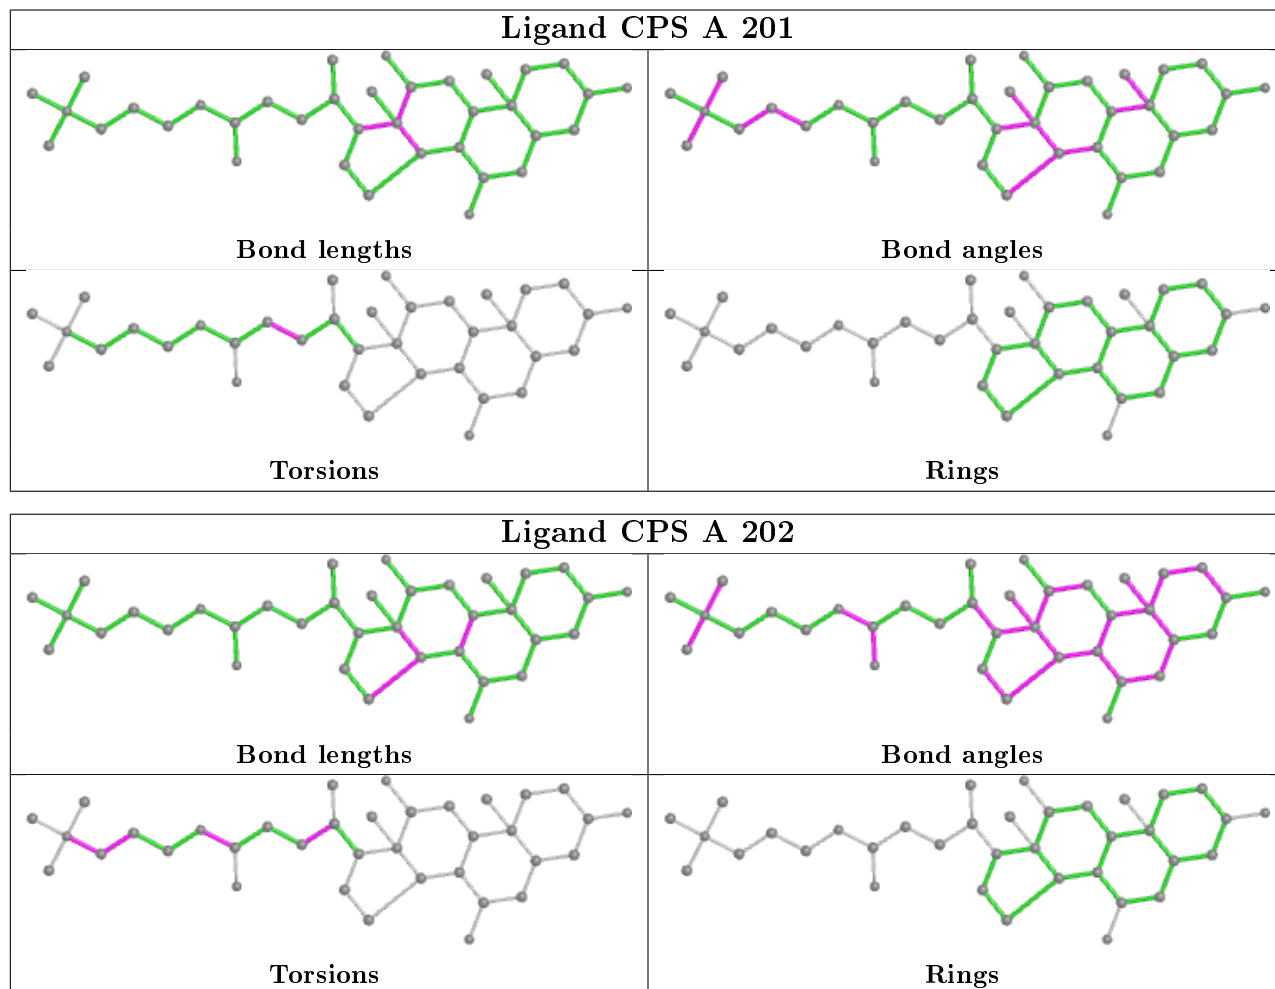 Ligand CPS A 201
Bond lengths
Bond angles
Torsions
Rings
Ligand CPS A 202
Bond lengths
Bond angles
Torsions
Rings